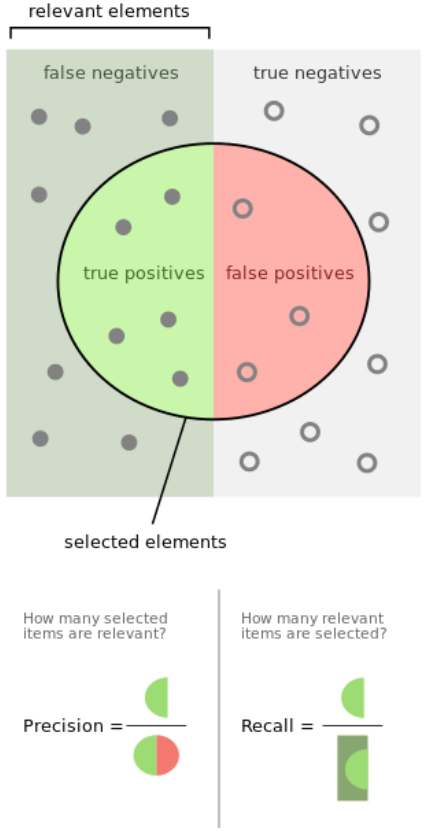 relevant elements
false negatives
true negatives
true positives
false positives
selected elements
How many selected
items are relevant?
How many relevant
items are selected?
Precision =
Recall =